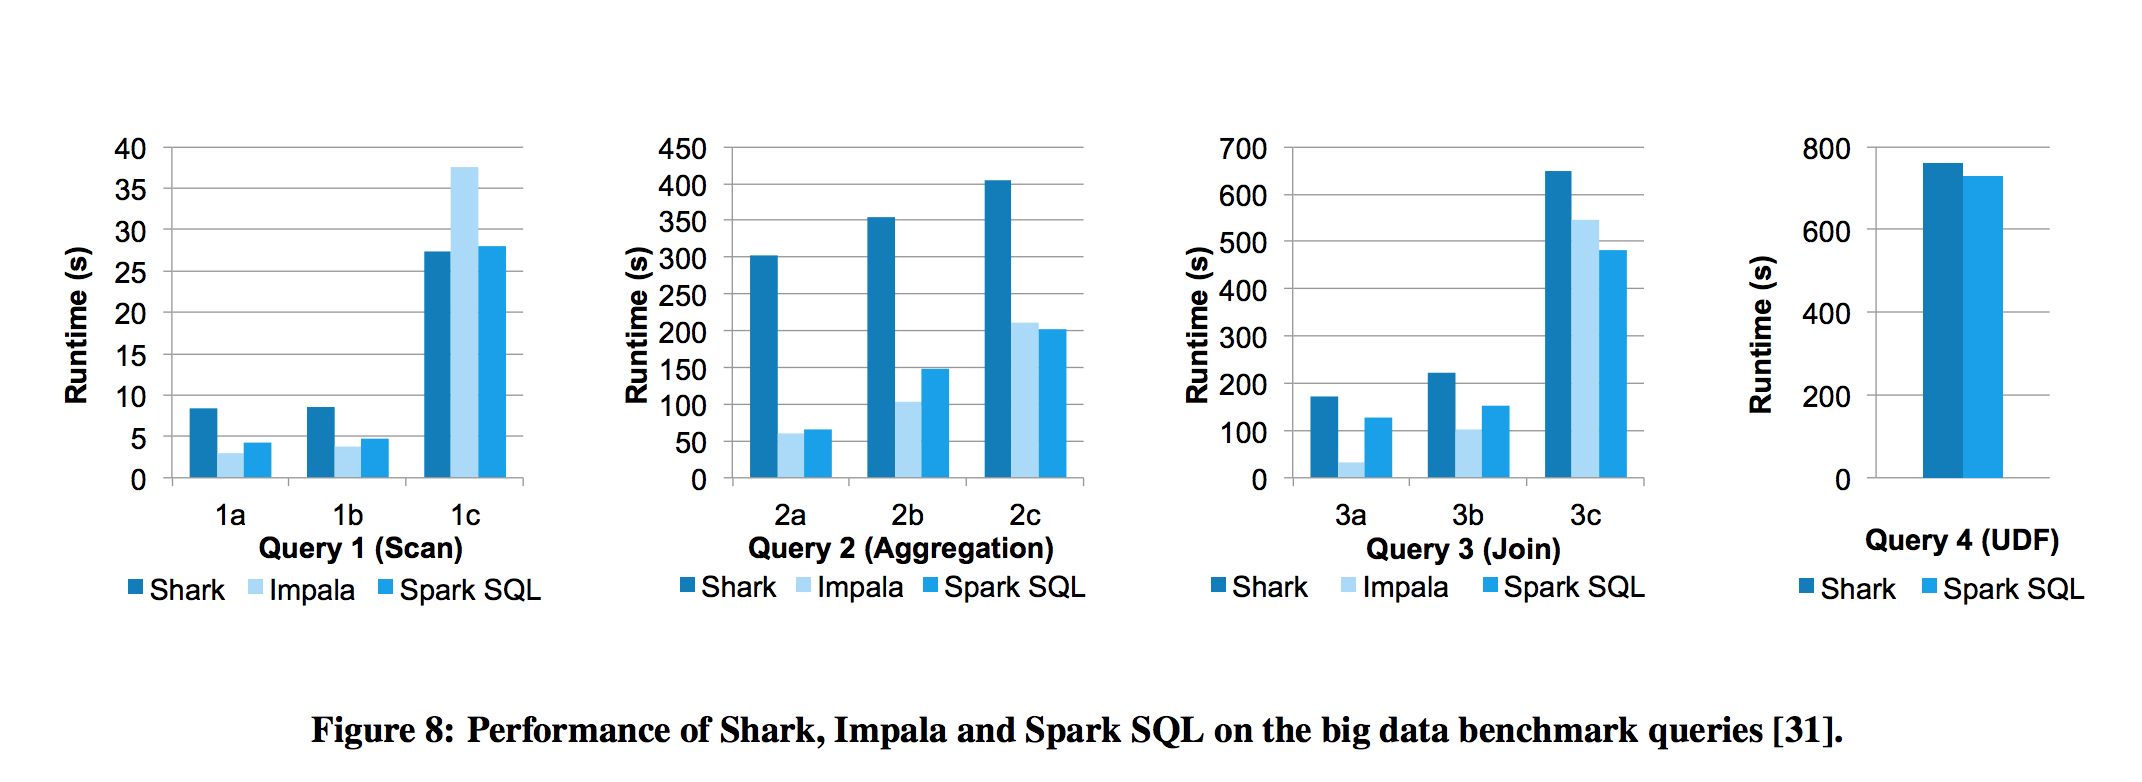 40
35
30
25
20
15
10
5
0
Runtime (s)
1a 1b 1c
Query 1 (Scan)
Shark Impala Spark SQL
450
400
350
300
250
200
150
100
50
0
Runtime (s)
2a 2b 2c
Query 2 (Aggregation)
Shark Impala Spark SQL
700
600
500
400
300
200
100
0
Runtime (s)
3a 3b 3c
Query 3 (Join)
Shark Impala Spark SQL
800
600
400
200
0
Runtime (s)
Query 4 (UDF)
Shark Spark SQL
Figure 8: Performance of Shark, Impala and Spark SQL on the big data benchmark queries [31].